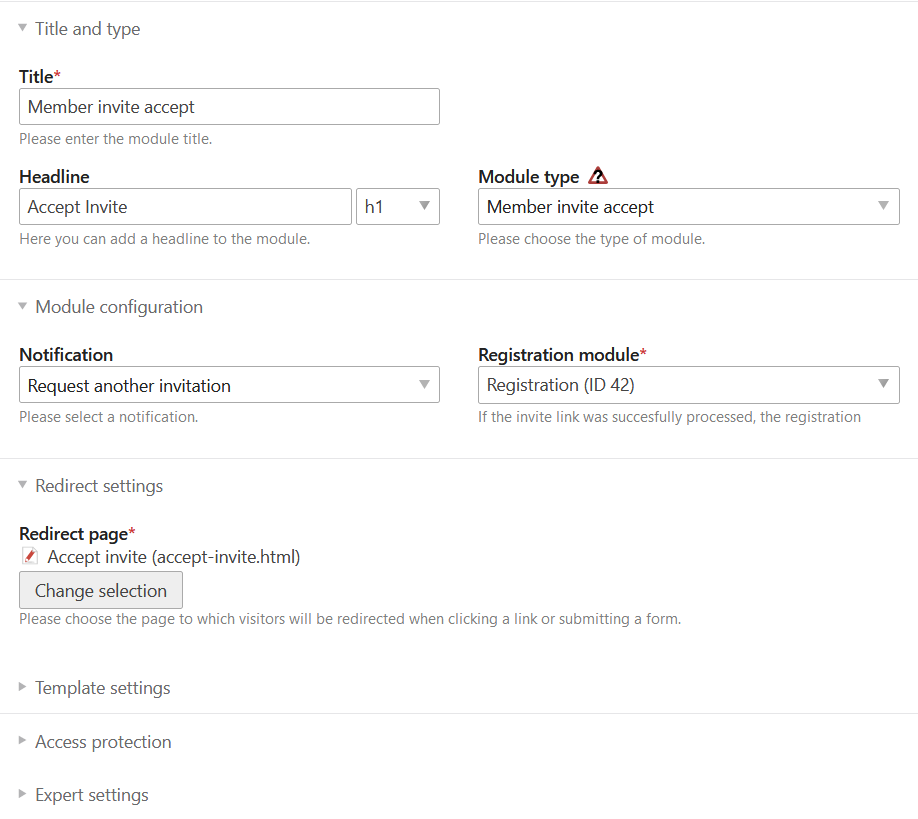 Title and type
Title*
Member invite accept
Please enter the module title.
Headline
Module type
Accept Invite
h1
Member invite accept
Here you can add a headline to the module.
Please choose the type of module.
Module configuration
Notification
Registration module*
Request another invitation
Registration (ID 42)
Please select a notification.
If the invite link was succesfully processed, the registration
Redirect settings
Redirect page*
Accept invite (accept-invite.html)
Change selection
Please choose the page to which visitors will be redirected when clicking a link or submitting a form.
Template settings
Access protection
Expert settings